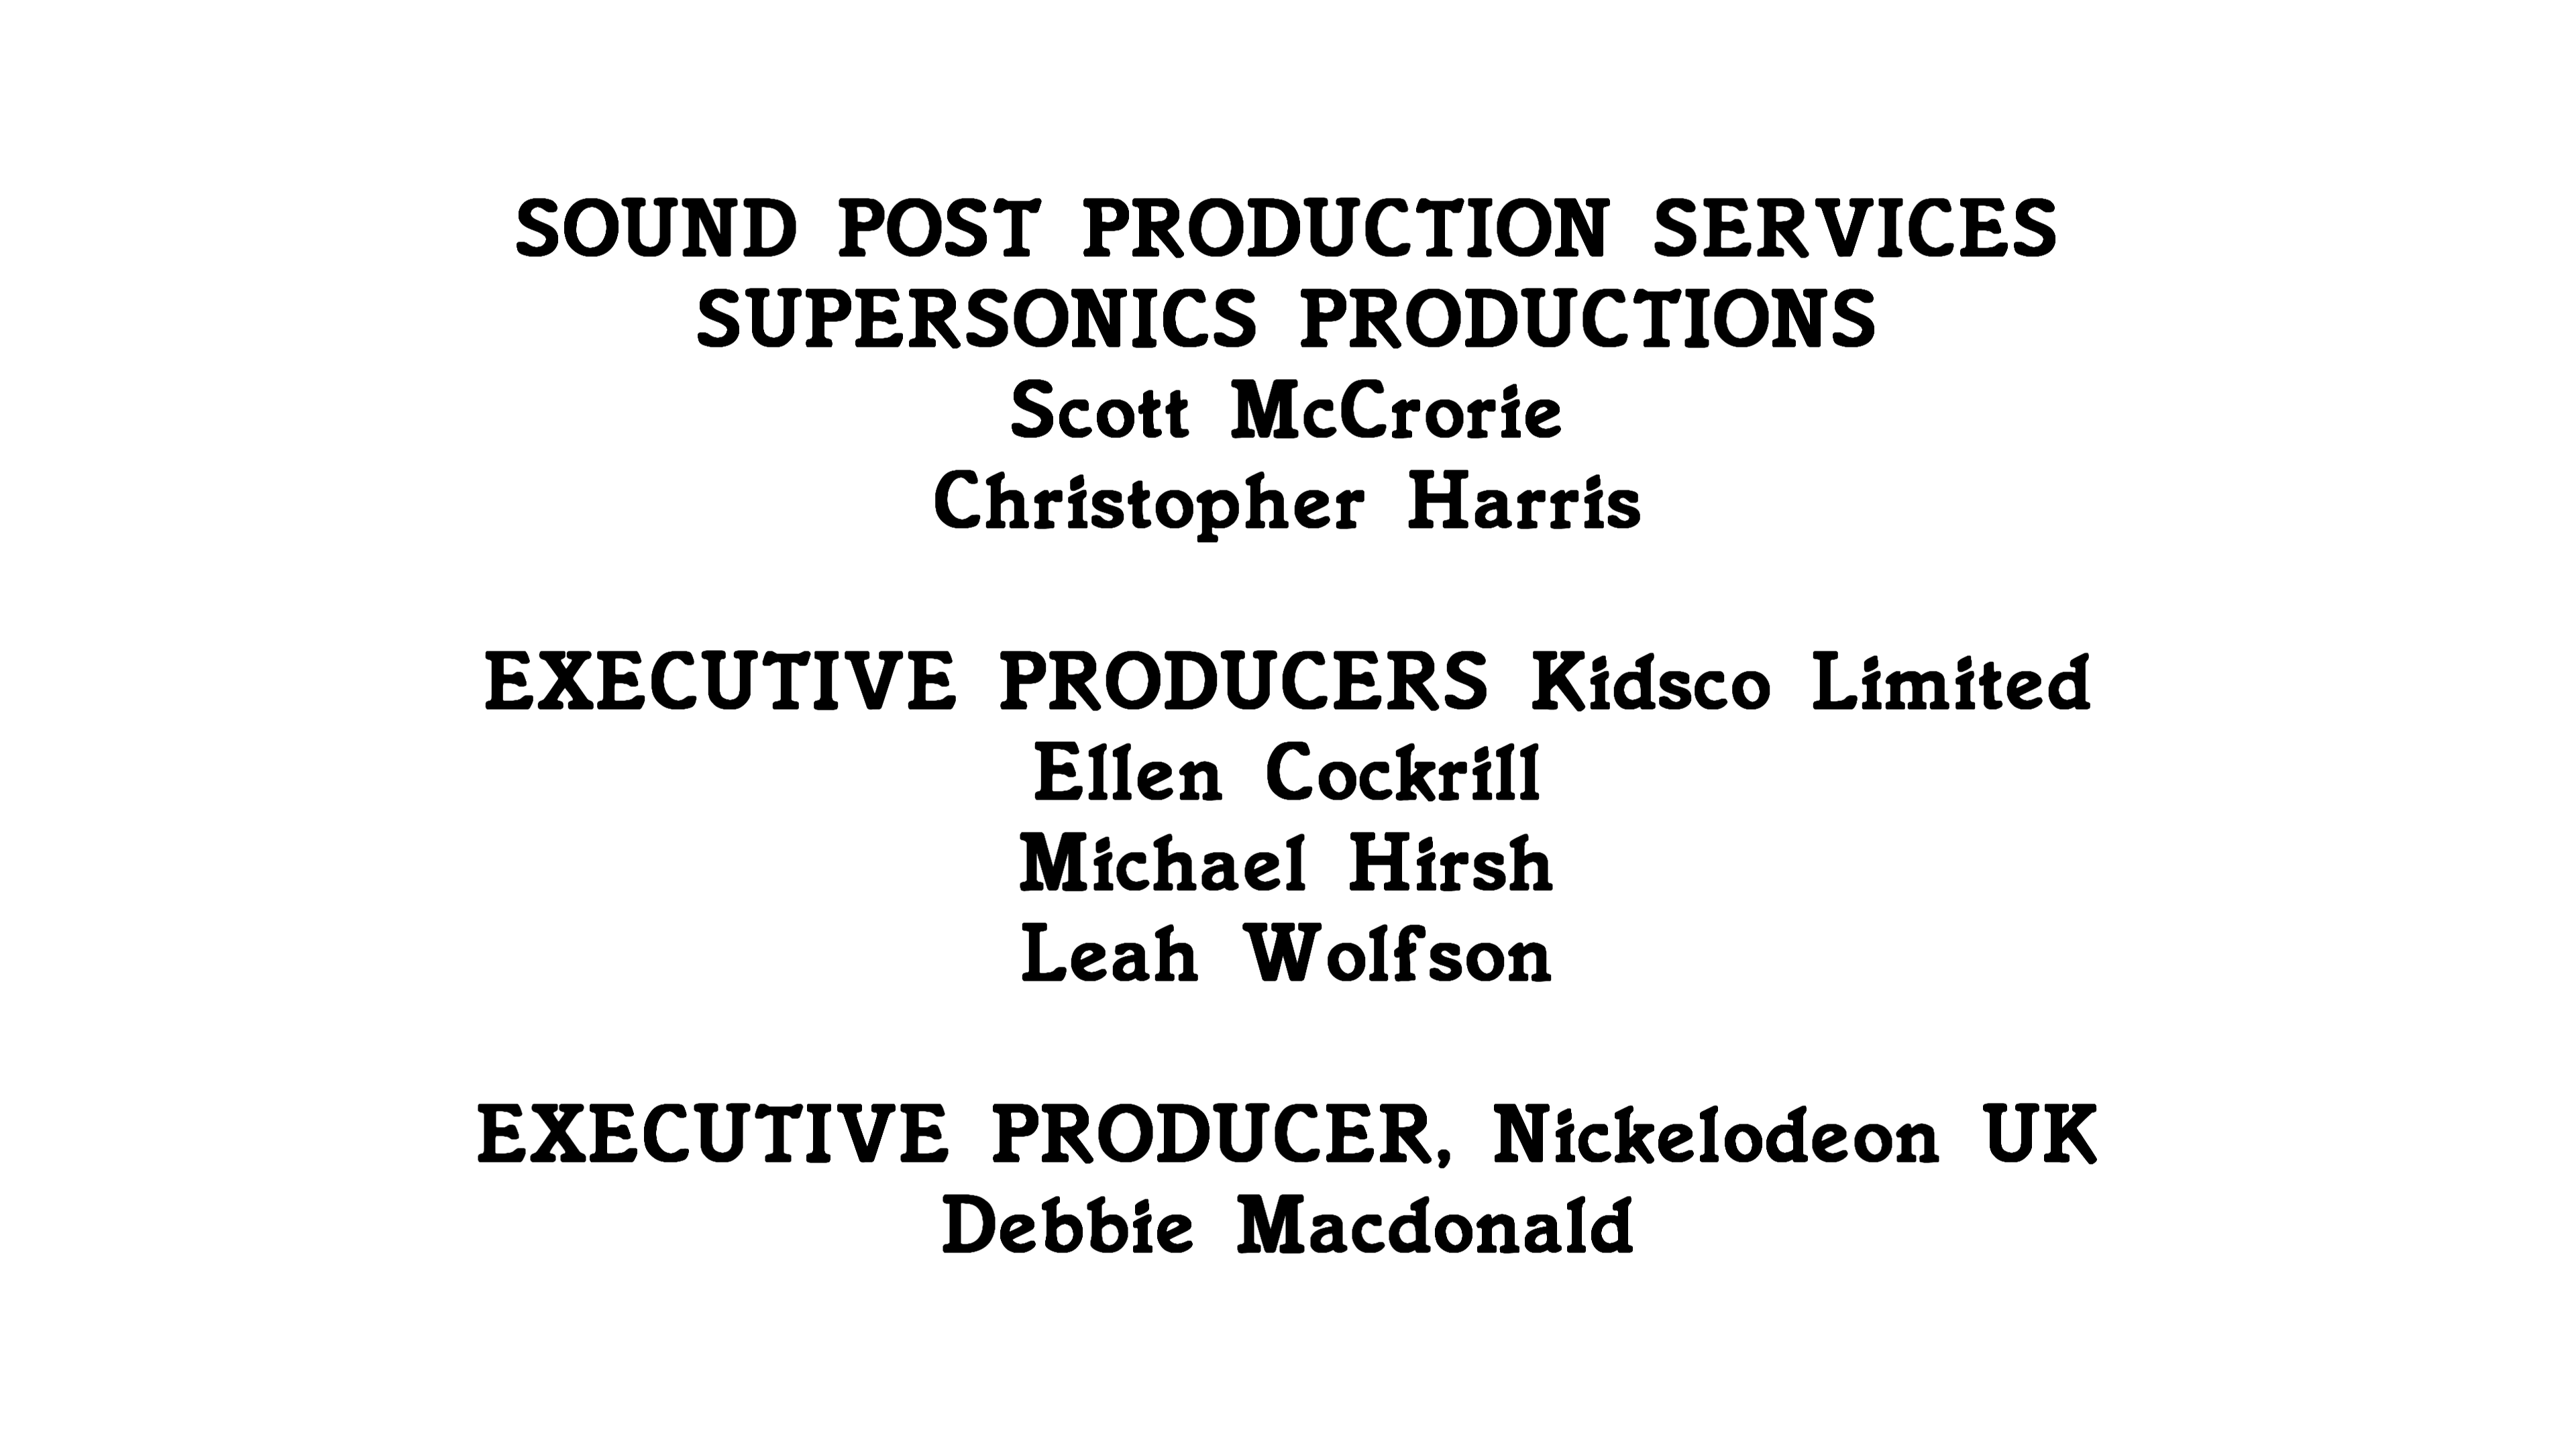 SOUND POST PRODUCTION SERVICES
SUPERSONICS PRODUCTIONS
Scott McCrorie
Christopher Harris
EXECUTIVE PRODUCERS Kidsco Limited
Ellen Cockrill
Michael Hirsh
Leah Wolfson
EXECUTIVE PRODUCER, Nickelodeon UK
Debbie Macdonald